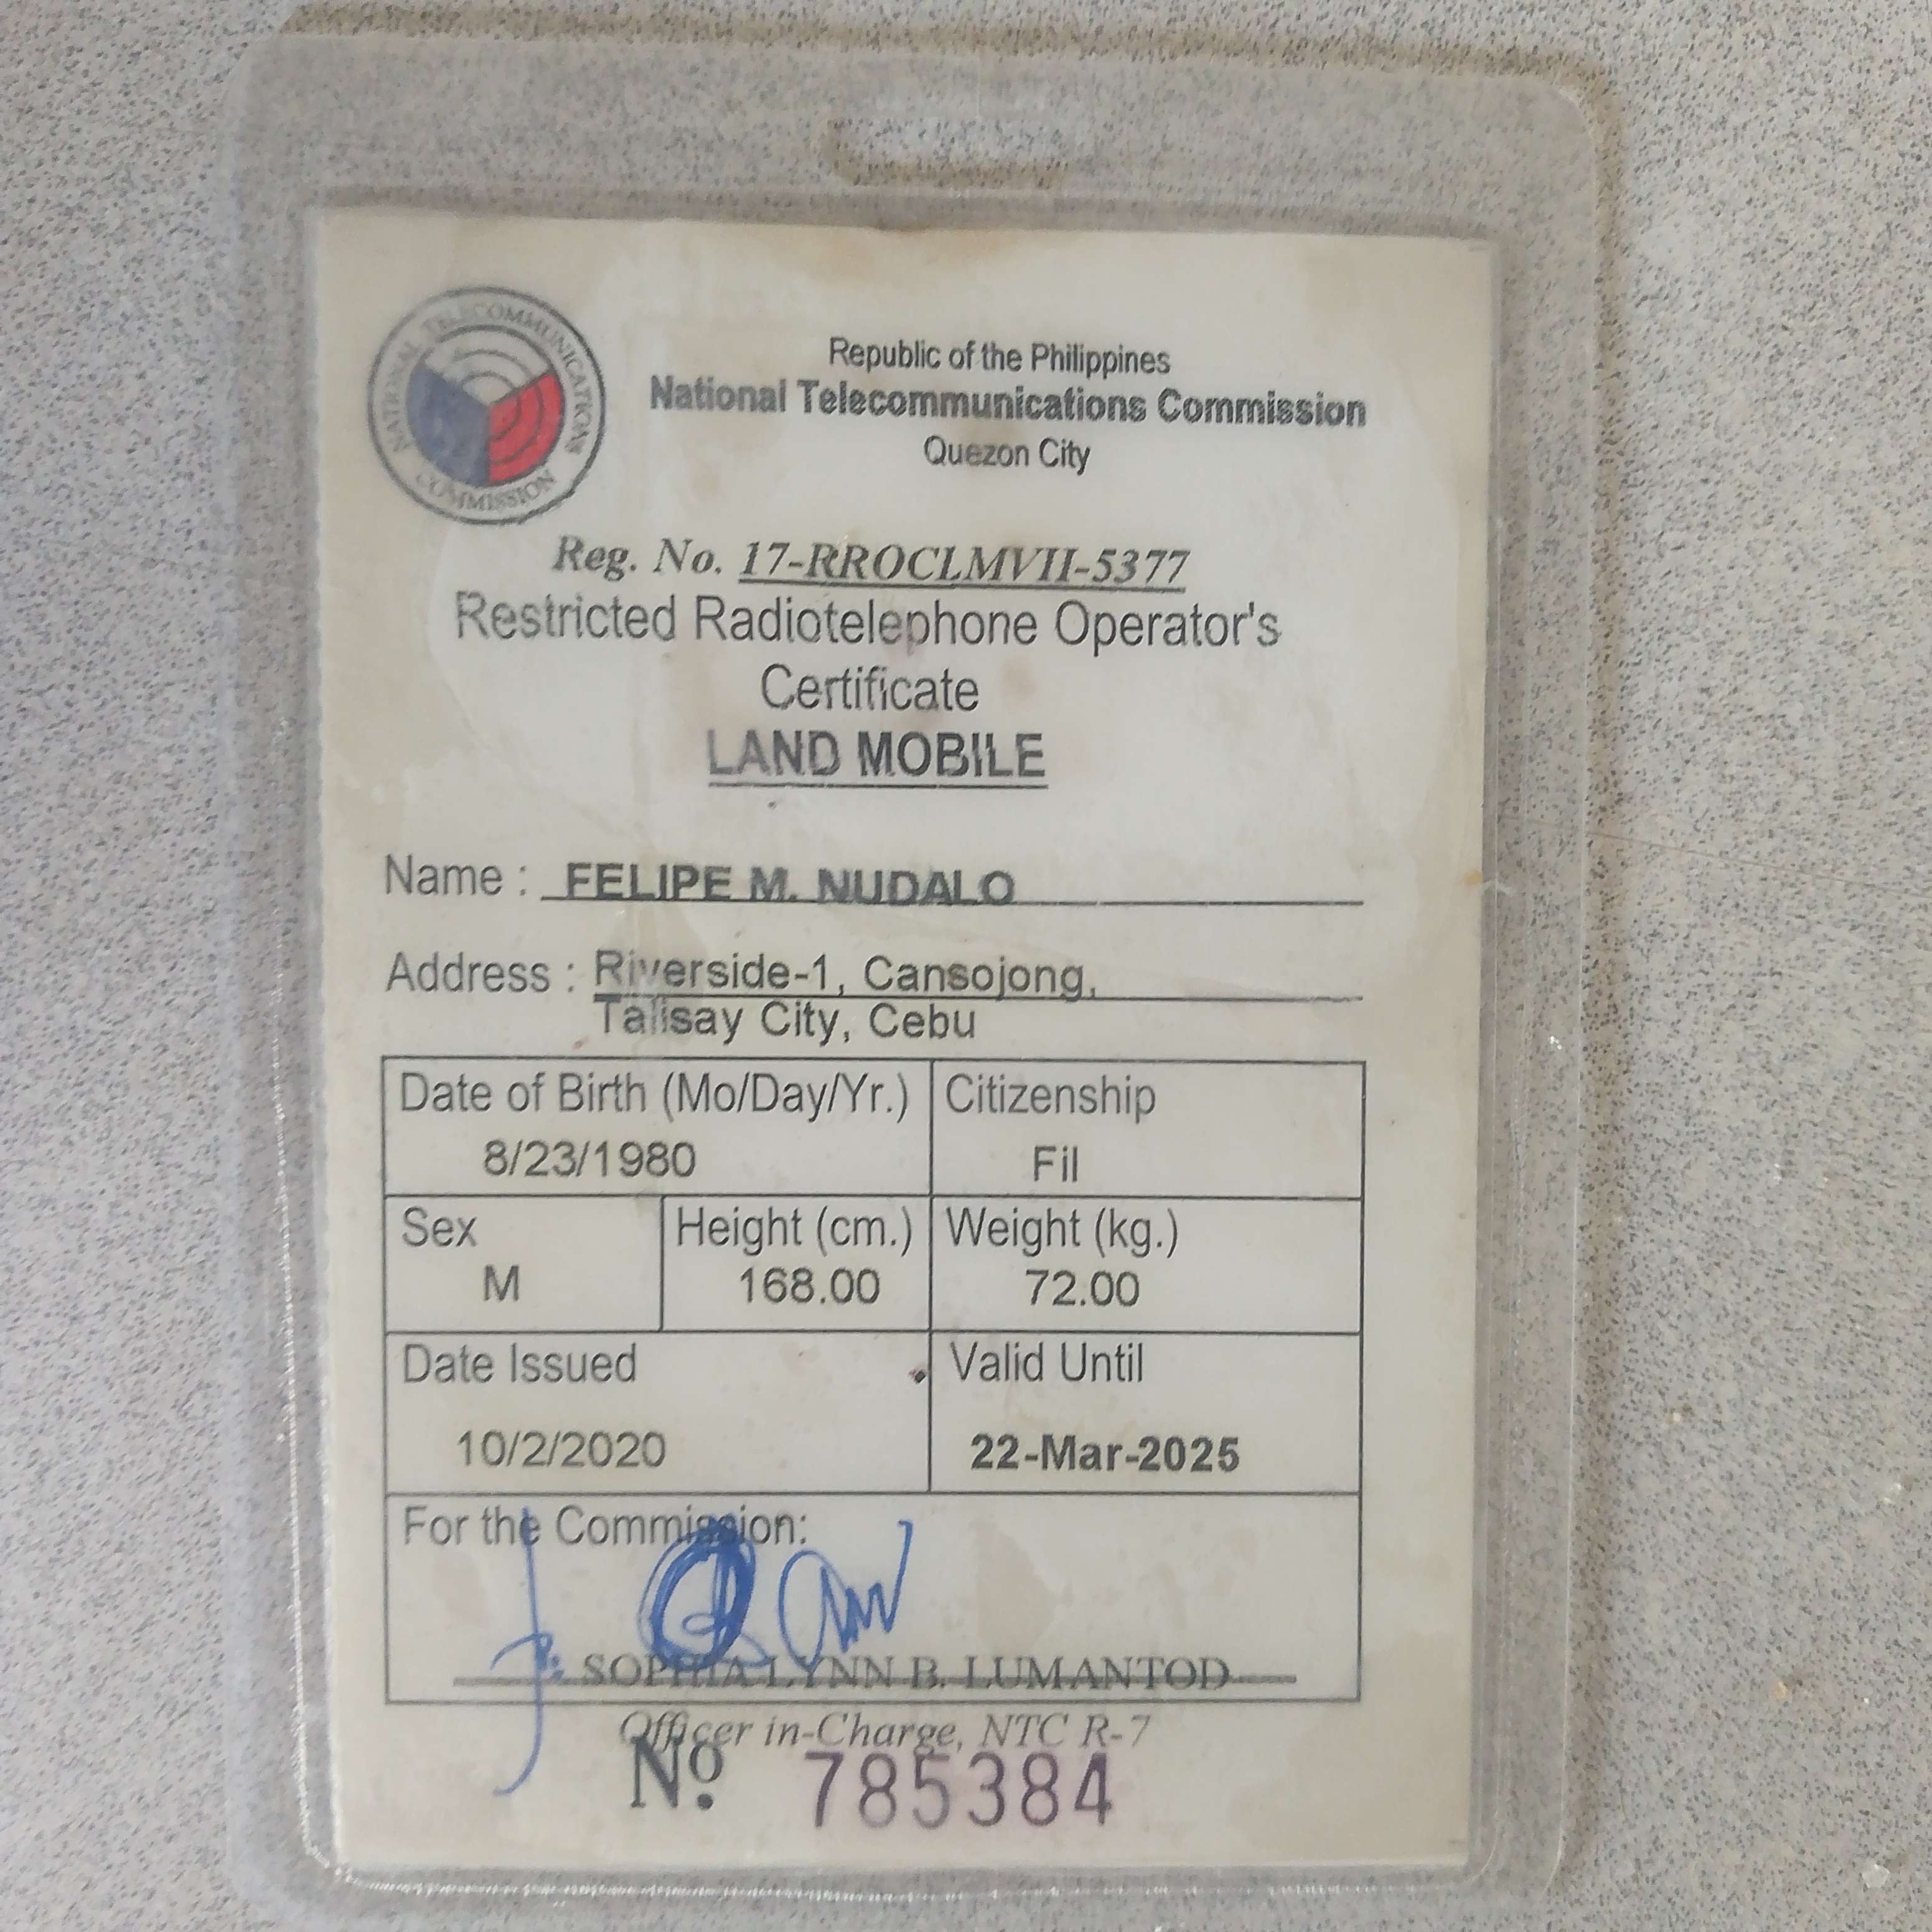 NATIONAL TELECOMMUNICATIONS COMMISSION
Republic of the Philippines
National Telecommunications Commission
Quezon City
Reg. No. 17-RROCLMVII-5377
Restricted Radiotelephone Operator's
Certificate
LAND MOBILE
Name : FELIPE M. NUDALO
Address : Riverside-1, Cansojong,
Talisay City, Cebu
Date of Birth (Mo/Day/Yr.) Citizenship
8/23/1980 Fil
Sex Height (cm.) Weight (kg.)
M 168.00 72.00
Date Issued Valid Until
10/2/2020 22-Mar-2025
For the Commission:
SOPHIA LYNN B. LUMANTOD
Officer in-Charge, NTC R-7
Nº. 785384